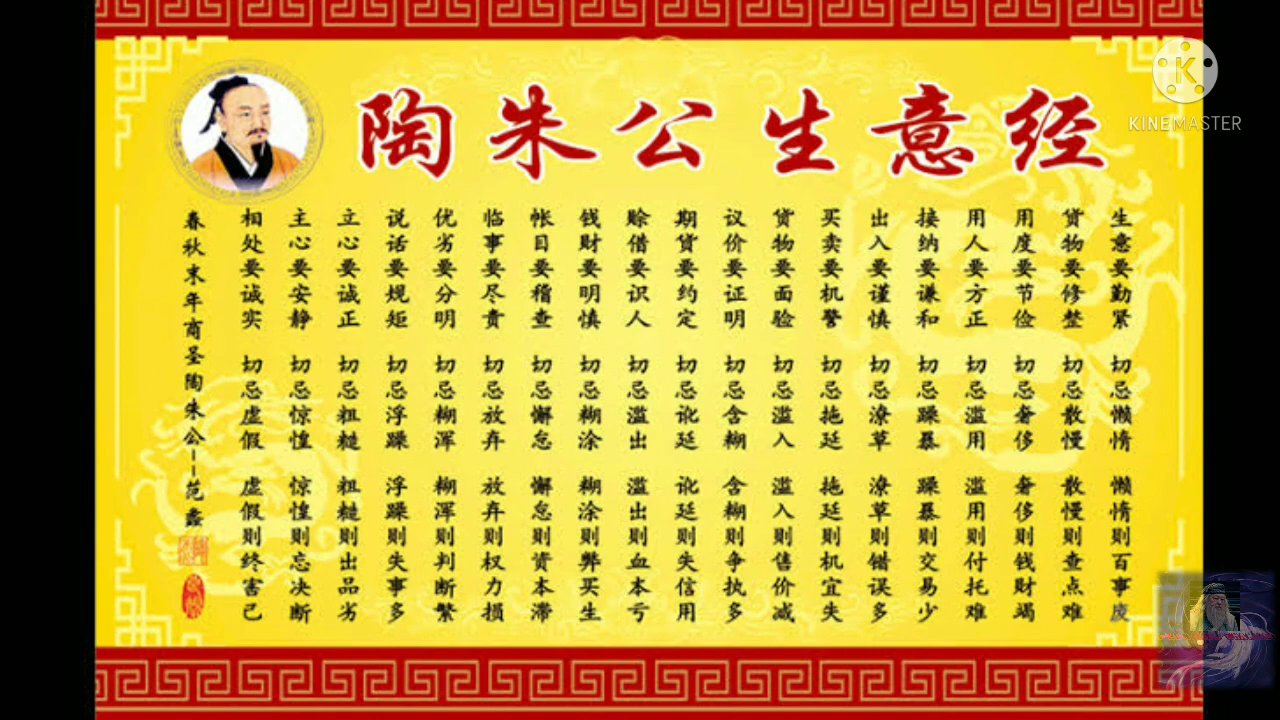 陶朱公生意经
生意要勤紧 切忌懒惰 懒惰则百事废
货物要修整 切忌散慢 散慢则查点难
用度要节俭 切忌奢侈 奢侈则钱财竭
用人要方正 切忌滥用 滥用则付托难
接纳要谦和 切忌躁暴 躁暴则交易少
出入要谨慎 切忌潦草 潦草则错误多
买卖要机警 切忌拖延 拖延则机宜失
货物要面验 切忌滥入 滥入则售价减
议价要证明 切忌含糊 含糊则争执多
期货要约定 切忌讹延 讹延则失信用
赊借要识人 切忌滥出 滥出则血本亏
钱财要明慎 切忌糊涂 糊涂则弊买生
帐目要稽查 切忌懈怠 懈怠则资本滞
临事要尽责 切忌放弃 放弃则权力损
优劣要分明 切忌糊浑 糊浑则判断繁
说话要规矩 切忌浮躁 浮躁则失事多
立心要诚正 切忌粗糙 粗糙则出品劣
主心要安静 切忌惊惶 惊惶则忘决断
相处要诚实 切忌虚假 虚假则终害己
春秋末年商圣陶朱公--范蠡
KINEMASTER